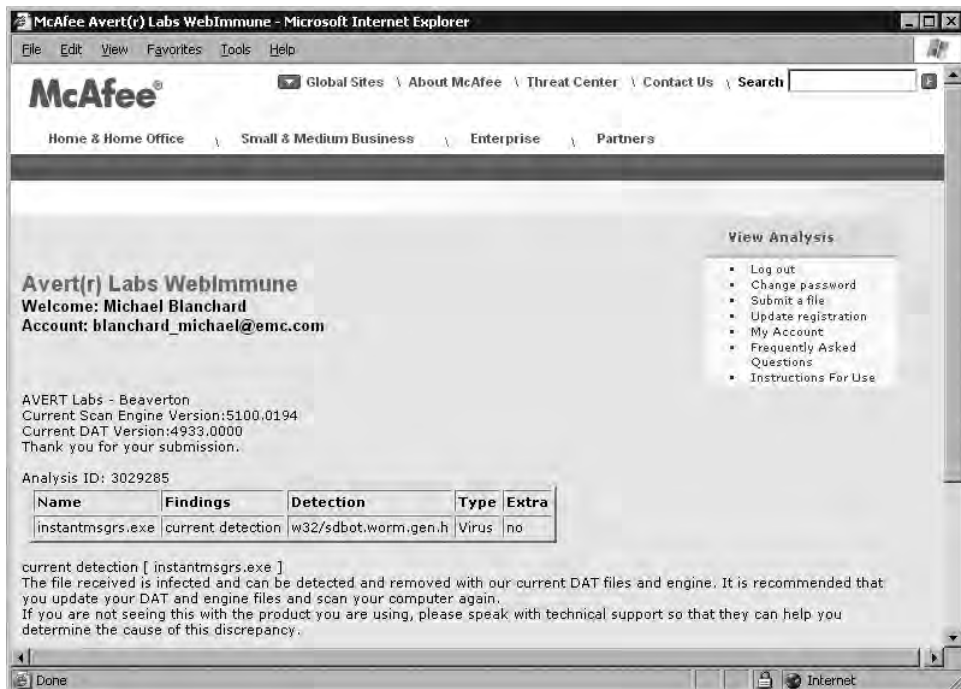 McAfee Avert(r) Labs WebImmune - Microsoft Internet Explorer
File Edit View Favorites Tools Help
McAfee®
Global Sites \ About McAfee \ Threat Center \ Contact Us \ Search
Home & Home Office \ Small & Medium Business \ Enterprise \ Partners
View Analysis
Log out
Change password
Submit a file
Update registration
My Account
Frequently Asked
Questions
Instructions For Use
Avert(r) Labs WebImmune
Welcome: Michael Blanchard
Account: blanchard_michael@emc.com
AVERT Labs - Beaverton
Current Scan Engine Version:5100.0194
Current DAT Version:4933.0000
Thank you for your submission.
Analysis ID: 3029285
Name Findings Detection Type Extra
instantmsgrs.exe current detection w32/sdbot.worm.gen.h Virus no
current detection [ instantmsgrs.exe ]
The file received is infected and can be detected and removed with our current DAT files and engine. It is recommended that
you update your DAT and engine files and scan your computer again.
If you are not seeing this with the product you are using, please speak with technical support so that they can help you
determine the cause of this discrepancy.
Done Internet